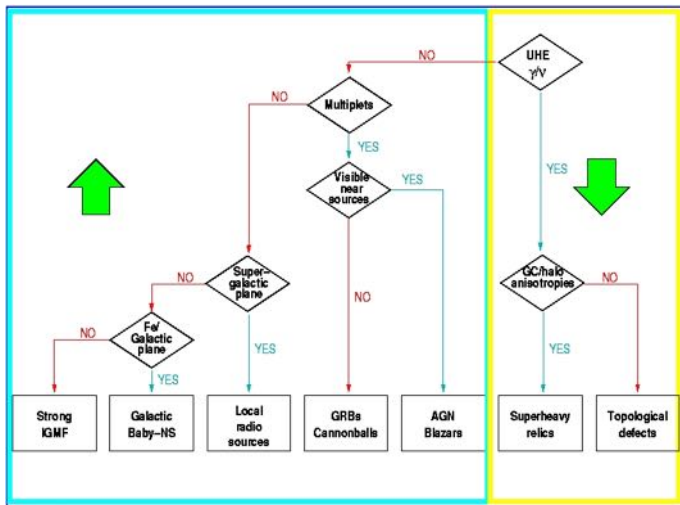 UHE
γ/ν
NO
Multiplets
NO
YES
YES
Visible
near
sources
YES
Super-
galactic
plane
GC/halo
anisotropies
NO
NO
NO
Fe/
Galactic
plane
NO
YES
YES
YES
Strong
IGMF
Galactic
Baby-NS
Local
radio
sources
GRBs
Cannonballs
AGN
Blazars
Superheavy
relics
Topological
defects